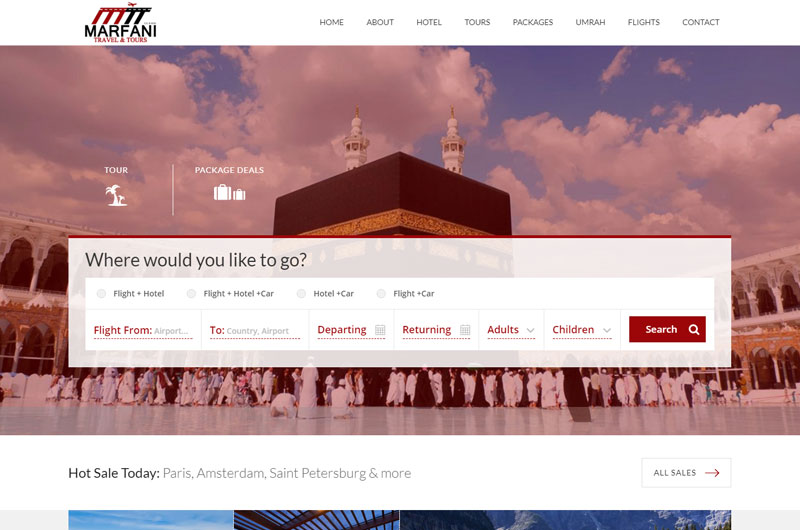 MARFANI
TRAVEL & TOURS
HOME ABOUT HOTEL TOURS PACKAGES UMRAH FLIGHTS CONTACT
TOUR PACKAGE DEALS
Where would you like to go?
Flight + Hotel Flight + Hotel +Car Hotel +Car Flight +Car
Flight From: Airport... To: Country, Airport Departing Returning Adults Children Search
Hot Sale Today: Paris, Amsterdam, Saint Petersburg & more
ALL SALES